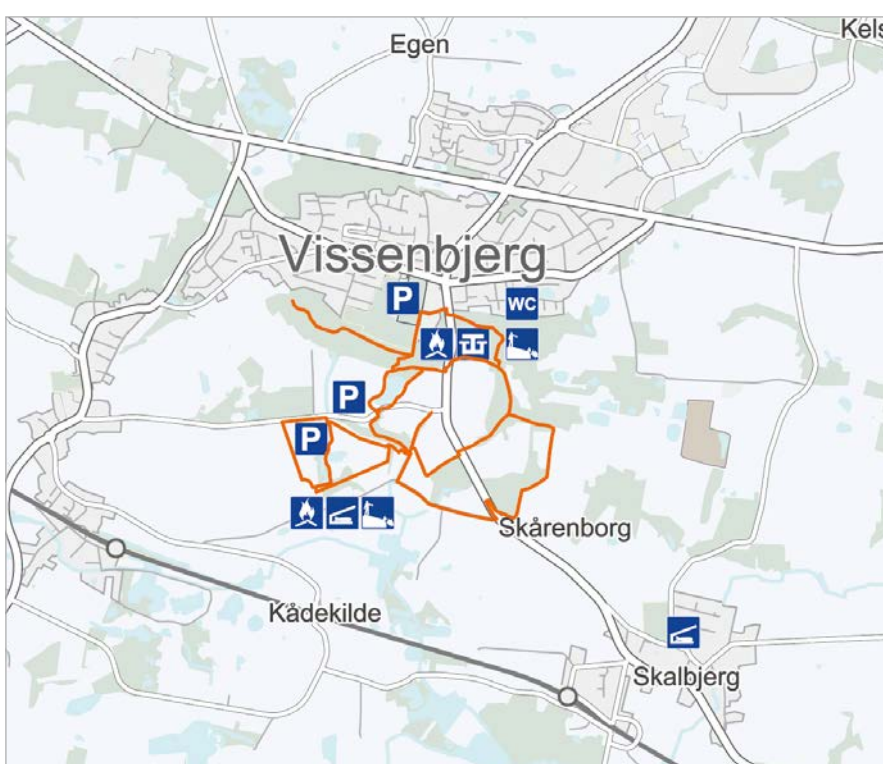 Egen
Kels
Vissenbjerg
P
WC
P
P
Skårenborg
Kådekilde
Skalbjerg